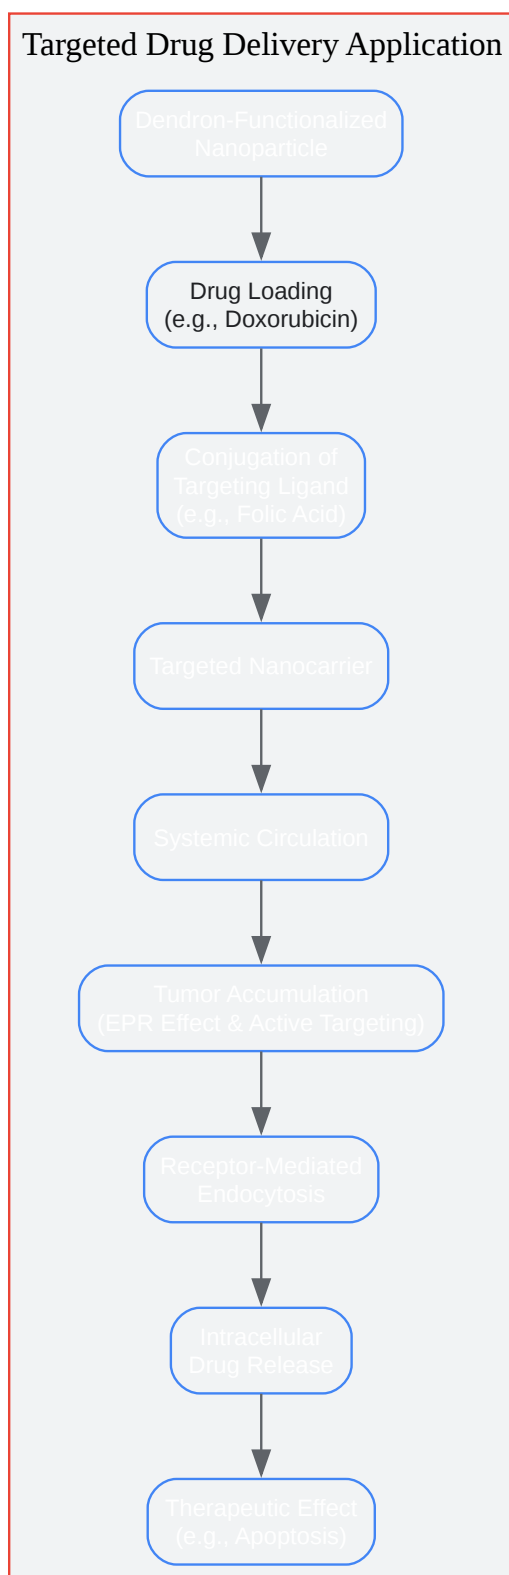 Targeted Drug Delivery Application
Dendron-Functionalized
Nanoparticle
Drug Loading
(e.g., Doxorubicin)
Conjugation of
Targeting Ligand
(e.g., Folic Acid)
Targeted Nanocarrier
Systemic Circulation
Tumor Accumulation
(EPR Effect & Active Targeting)
Receptor-Mediated
Endocytosis
Intracellular
Drug Release
Therapeutic Effect
(e.g., Apoptosis)